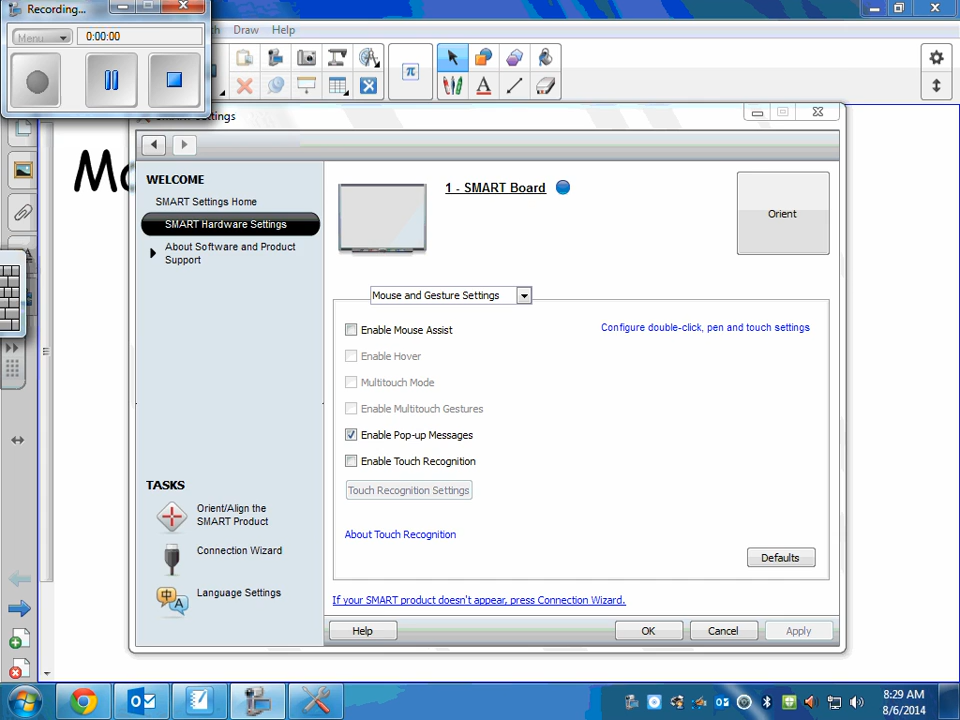 Recording...
Menu
0:00:00
Draw Help
π
A
Mo
Settings
WELCOME
SMART Settings Home
SMART Hardware Settings
About Software and Product
Support
1 - SMART Board
Orient
Mouse and Gesture Settings
Enable Mouse Assist
Configure double-click, pen and touch settings
Enable Hover
Multitouch Mode
Enable Multitouch Gestures
Enable Pop-up Messages
Enable Touch Recognition
Touch Recognition Settings
About Touch Recognition
Defaults
TASKS
Orient/Align the
SMART Product
Connection Wizard
Language Settings
If your SMART product doesn't appear, press Connection Wizard.
Help
OK
Cancel
Apply
8:29 AM
8/6/2014